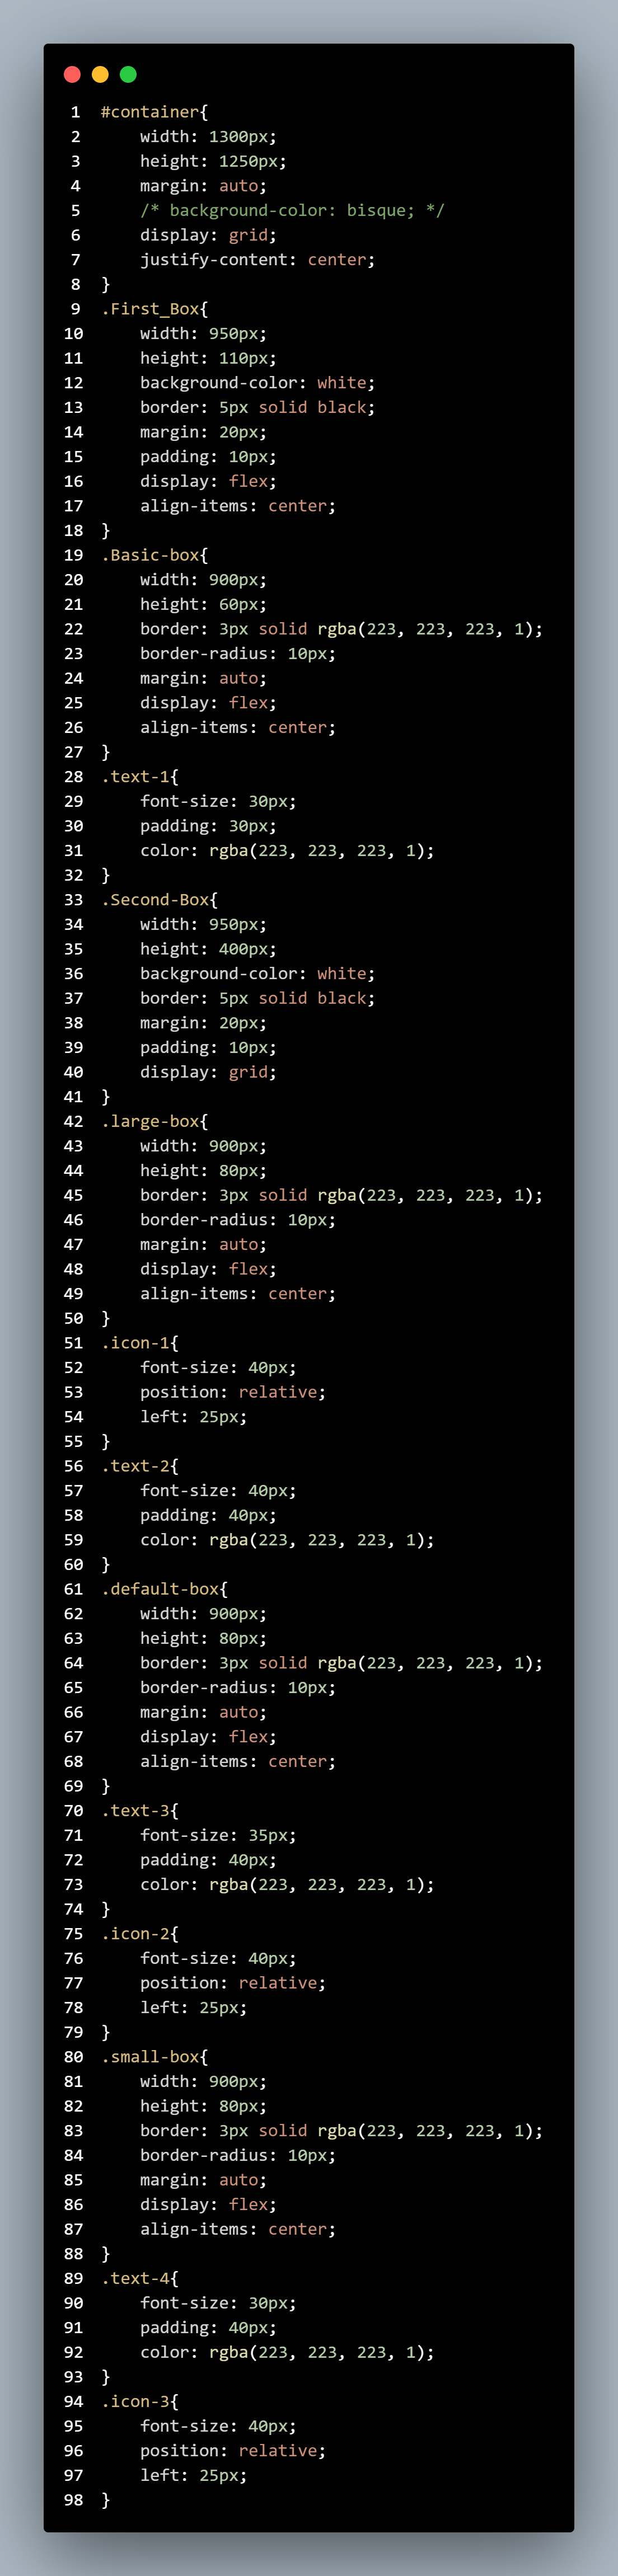 1 #container{
2     width: 1300px;
3     height: 1250px;
4     margin: auto;
5     /* background-color: bisque; */
6     display: grid;
7     justify-content: center;
8 }
9 .First_Box{
10     width: 950px;
11     height: 110px;
12     background-color: white;
13     border: 5px solid black;
14     margin: 20px;
15     padding: 10px;
16     display: flex;
17     align-items: center;
18 }
19 .Basic-box{
20     width: 900px;
21     height: 60px;
22     border: 3px solid rgba(223, 223, 223, 1);
23     border-radius: 10px;
24     margin: auto;
25     display: flex;
26     align-items: center;
27 }
28 .text-1{
29     font-size: 30px;
30     padding: 30px;
31     color: rgba(223, 223, 223, 1);
32 }
33 .Second-Box{
34     width: 950px;
35     height: 400px;
36     background-color: white;
37     border: 5px solid black;
38     margin: 20px;
39     padding: 10px;
40     display: grid;
41 }
42 .large-box{
43     width: 900px;
44     height: 80px;
45     border: 3px solid rgba(223, 223, 223, 1);
46     border-radius: 10px;
47     margin: auto;
48     display: flex;
49     align-items: center;
50 }
51 .icon-1{
52     font-size: 40px;
53     position: relative;
54     left: 25px;
55 }
56 .text-2{
57     font-size: 40px;
58     padding: 40px;
59     color: rgba(223, 223, 223, 1);
60 }
61 .default-box{
62     width: 900px;
63     height: 80px;
64     border: 3px solid rgba(223, 223, 223, 1);
65     border-radius: 10px;
66     margin: auto;
67     display: flex;
68     align-items: center;
69 }
70 .text-3{
71     font-size: 35px;
72     padding: 40px;
73     color: rgba(223, 223, 223, 1);
74 }
75 .icon-2{
76     font-size: 40px;
77     position: relative;
78     left: 25px;
79 }
80 .small-box{
81     width: 900px;
82     height: 80px;
83     border: 3px solid rgba(223, 223, 223, 1);
84     border-radius: 10px;
85     margin: auto;
86     display: flex;
87     align-items: center;
88 }
89 .text-4{
90     font-size: 30px;
91     padding: 40px;
92     color: rgba(223, 223, 223, 1);
93 }
94 .icon-3{
95     font-size: 40px;
96     position: relative;
97     left: 25px;
98 }